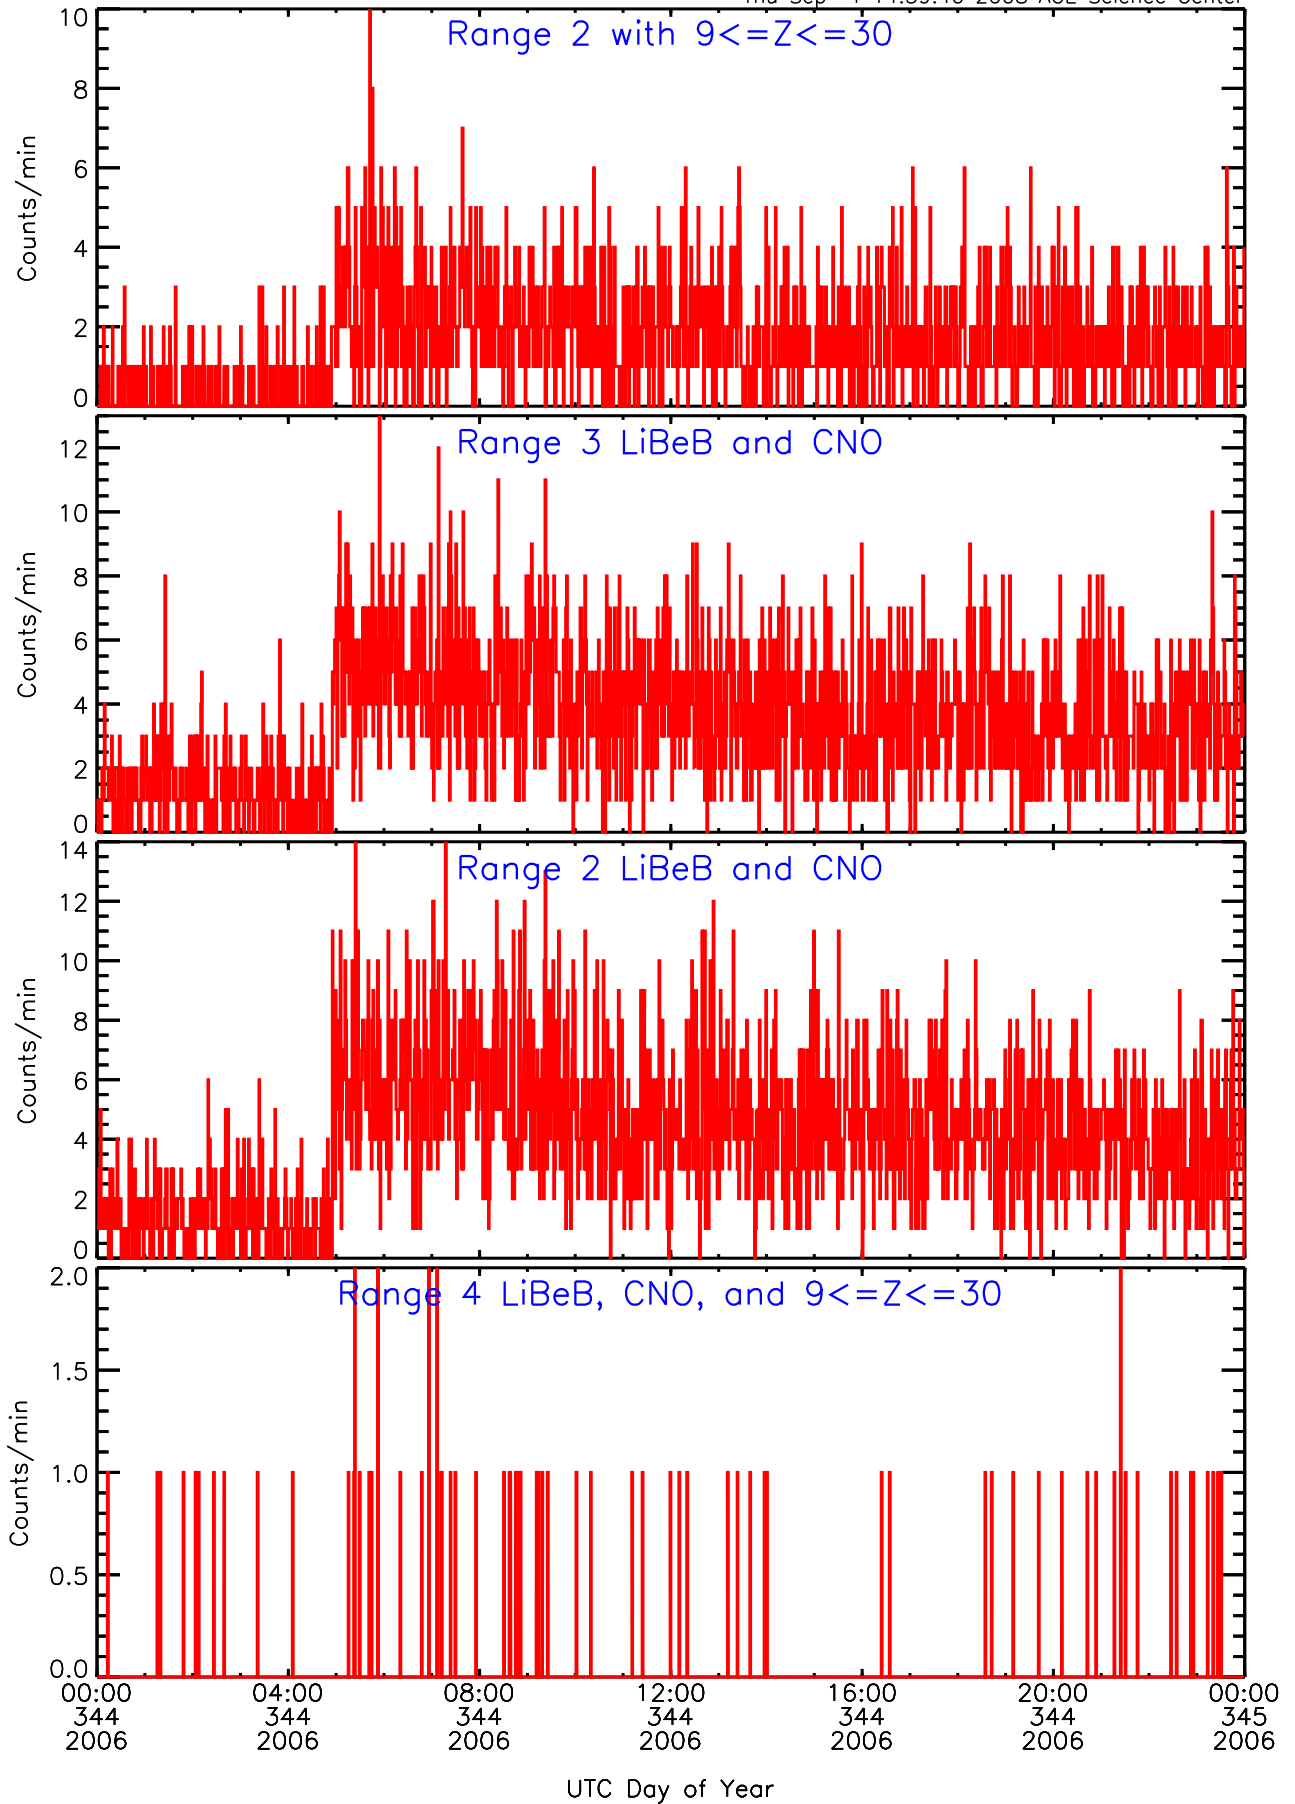 Range 2 with 9<=Z<=30
10
8
6
4
2
0
Counts/min
Range 3 LiBeB and CNO
12
10
8
6
4
2
0
Counts/min
Range 2 LiBeB and CNO
14
12
10
8
6
4
2
0
Counts/min
Range 4 LiBeB, CNO, and 9<=Z<=30
2.0
1.5
1.0
0.5
0.0
Counts/min
00:00 04:00 08:00 12:00 16:00 20:00 00:00
344 344 344 344 344 344 345
2006 2006 2006 2006 2006 2006 2006
UTC Day of Year